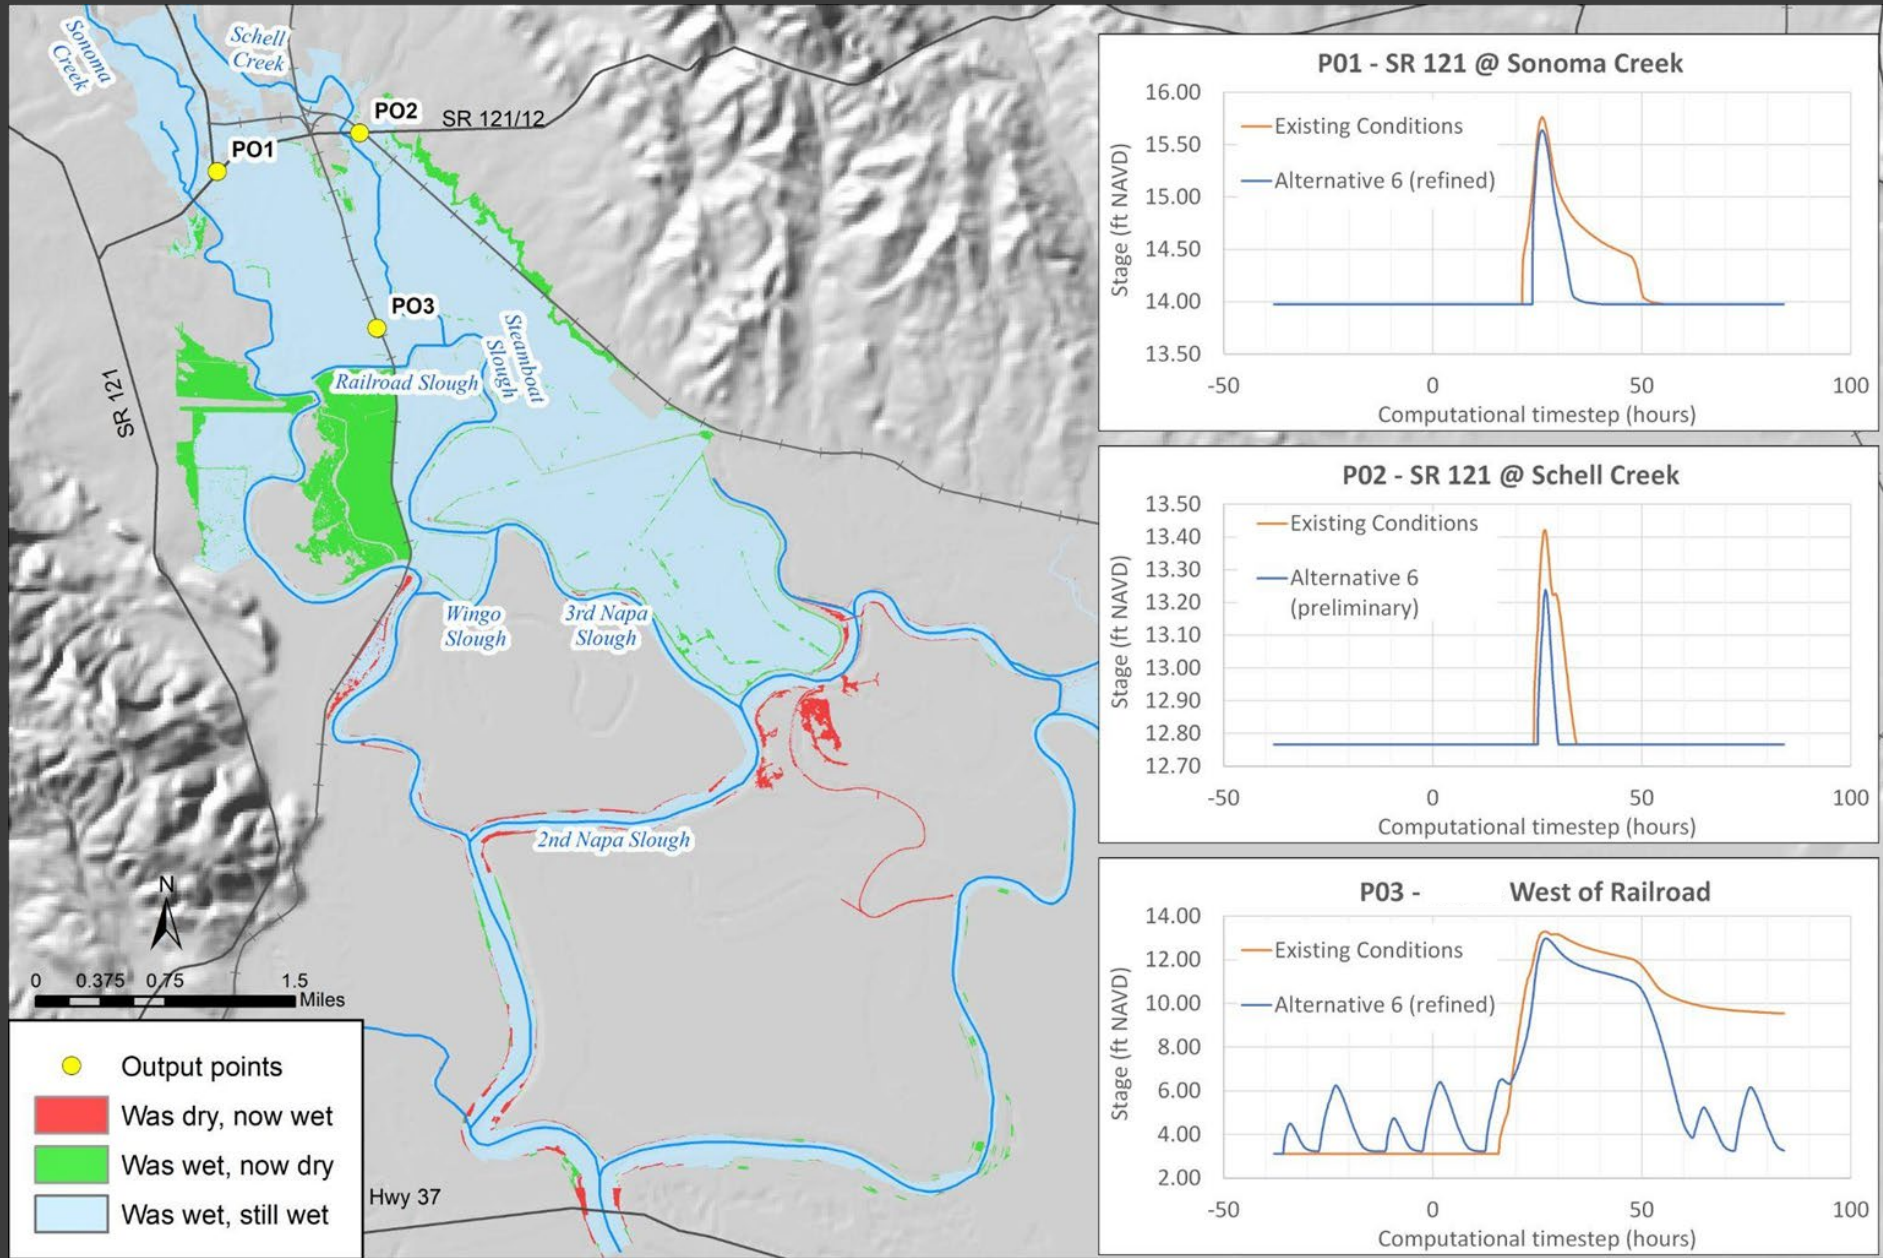 Sonoma
Creek
Schell
Creek
PO2
SR 121/12
PO1
PO3
Steamboat
Slough
Railroad Slough
SR 121
Wingo
Slough
3rd Napa
Slough
2nd Napa Slough
N
0 0.375 0.75 1.5
Miles
Hwy 37
Output points
Was dry, now wet
Was wet, now dry
Was wet, still wet
P01 - SR 121 @ Sonoma Creek
Stage (ft NAVD)
16.00
15.50
15.00
14.50
14.00
13.50
Existing Conditions
Alternative 6 (refined)
-50 0 50 100
Computational timestep (hours)
P02 - SR 121 @ Schell Creek
Stage (ft NAVD)
13.50
13.40
13.30
13.20
13.10
13.00
12.90
12.80
12.70
Existing Conditions
Alternative 6
(preliminary)
-50 0 50 100
Computational timestep (hours)
P03 - West of Railroad
Stage (ft NAVD)
14.00
12.00
10.00
8.00
6.00
4.00
2.00
Existing Conditions
Alternative 6 (refined)
-50 0 50 100
Computational timestep (hours)